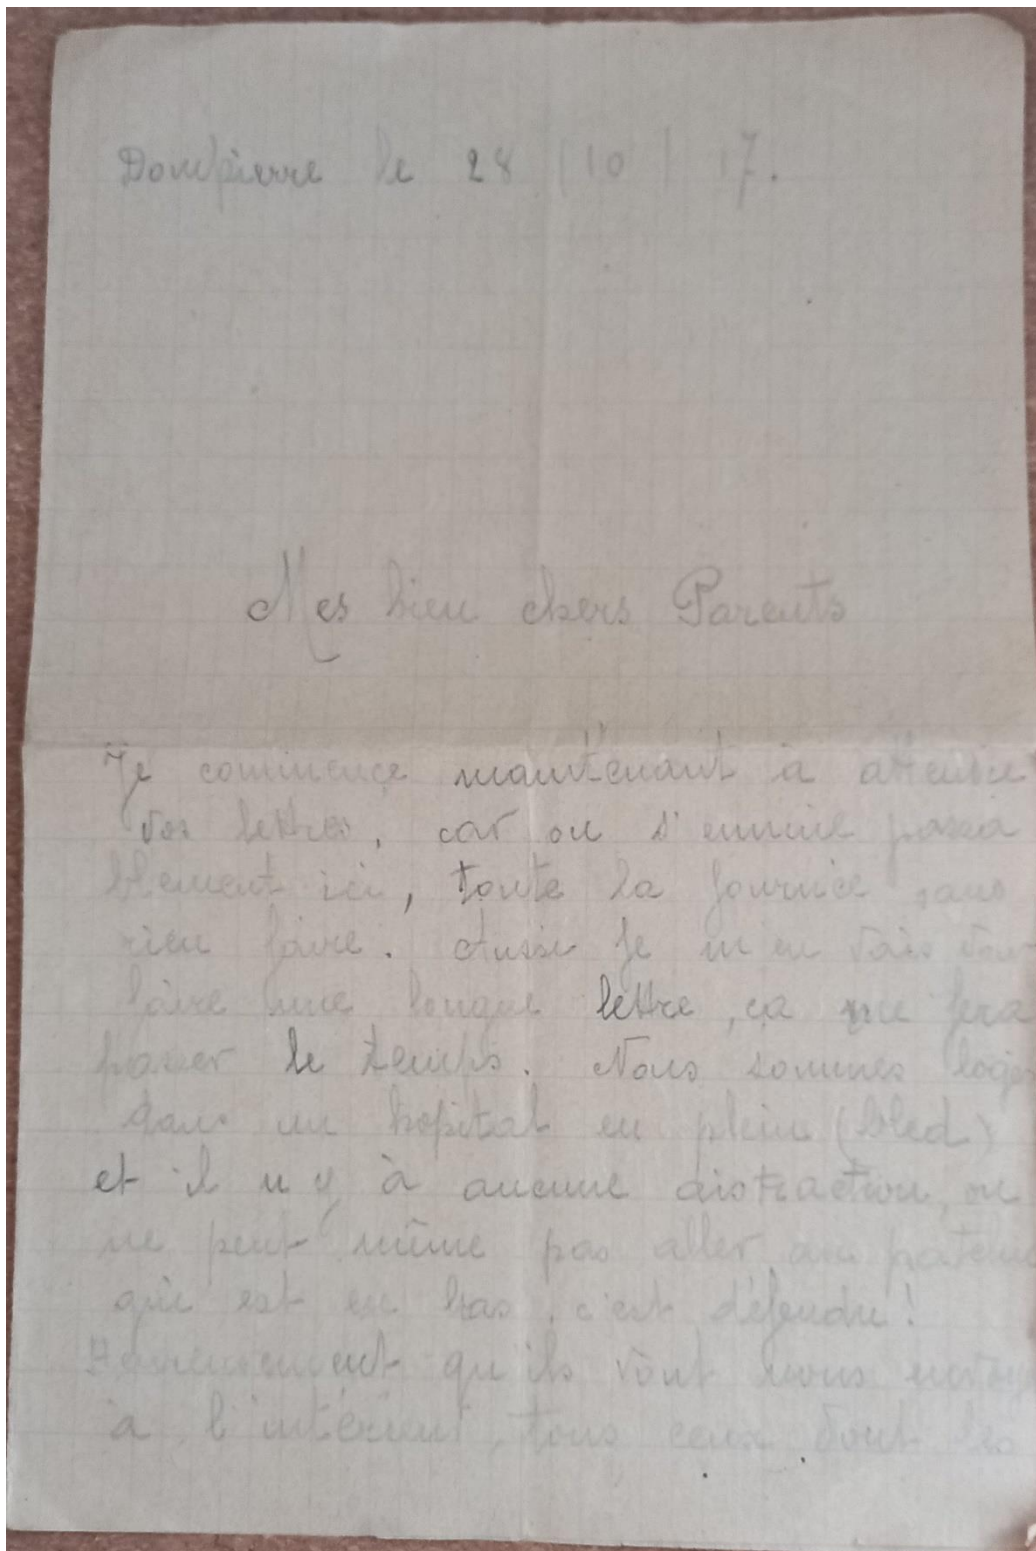 Dompierre le 28 / 10 / 17.
Mes bien chers Parents
Je commence maintenant à attendre
vos lettres, car on s'ennuie passa
blement ici, toute la journée sans
rien faire. Aussi je m'en vais vous
faire une longue lettre, ça me fera
passer le temps. Nous sommes logés
dans un hopital en plein (bled)
et il n'y à aucune distraction, on
ne peut même pas aller au patelin
qui est en bas, c'est défendu!
Heureusement qu'ils vont nous
à l'intérieur, tous ceux dont les